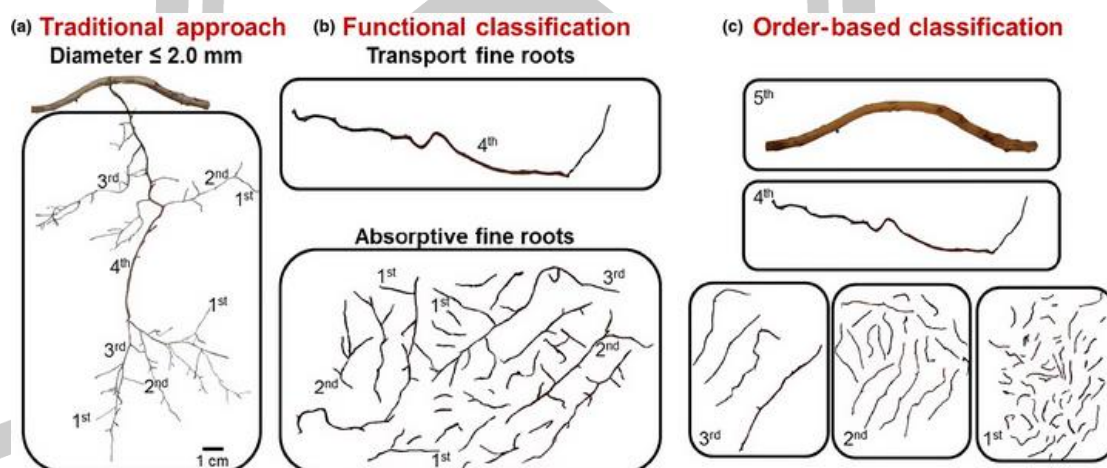 (a) Traditional approach
Diameter ≤ 2.0 mm
3rd
2nd
1st
4th
1st
3rd
2nd
1st
1 cm
(b) Functional classification
Transport fine roots
4th
Absorptive fine roots
1st
1st
3rd
2nd
2nd
1st
(c) Order-based classification
5th
4th
3rd
2nd
1st